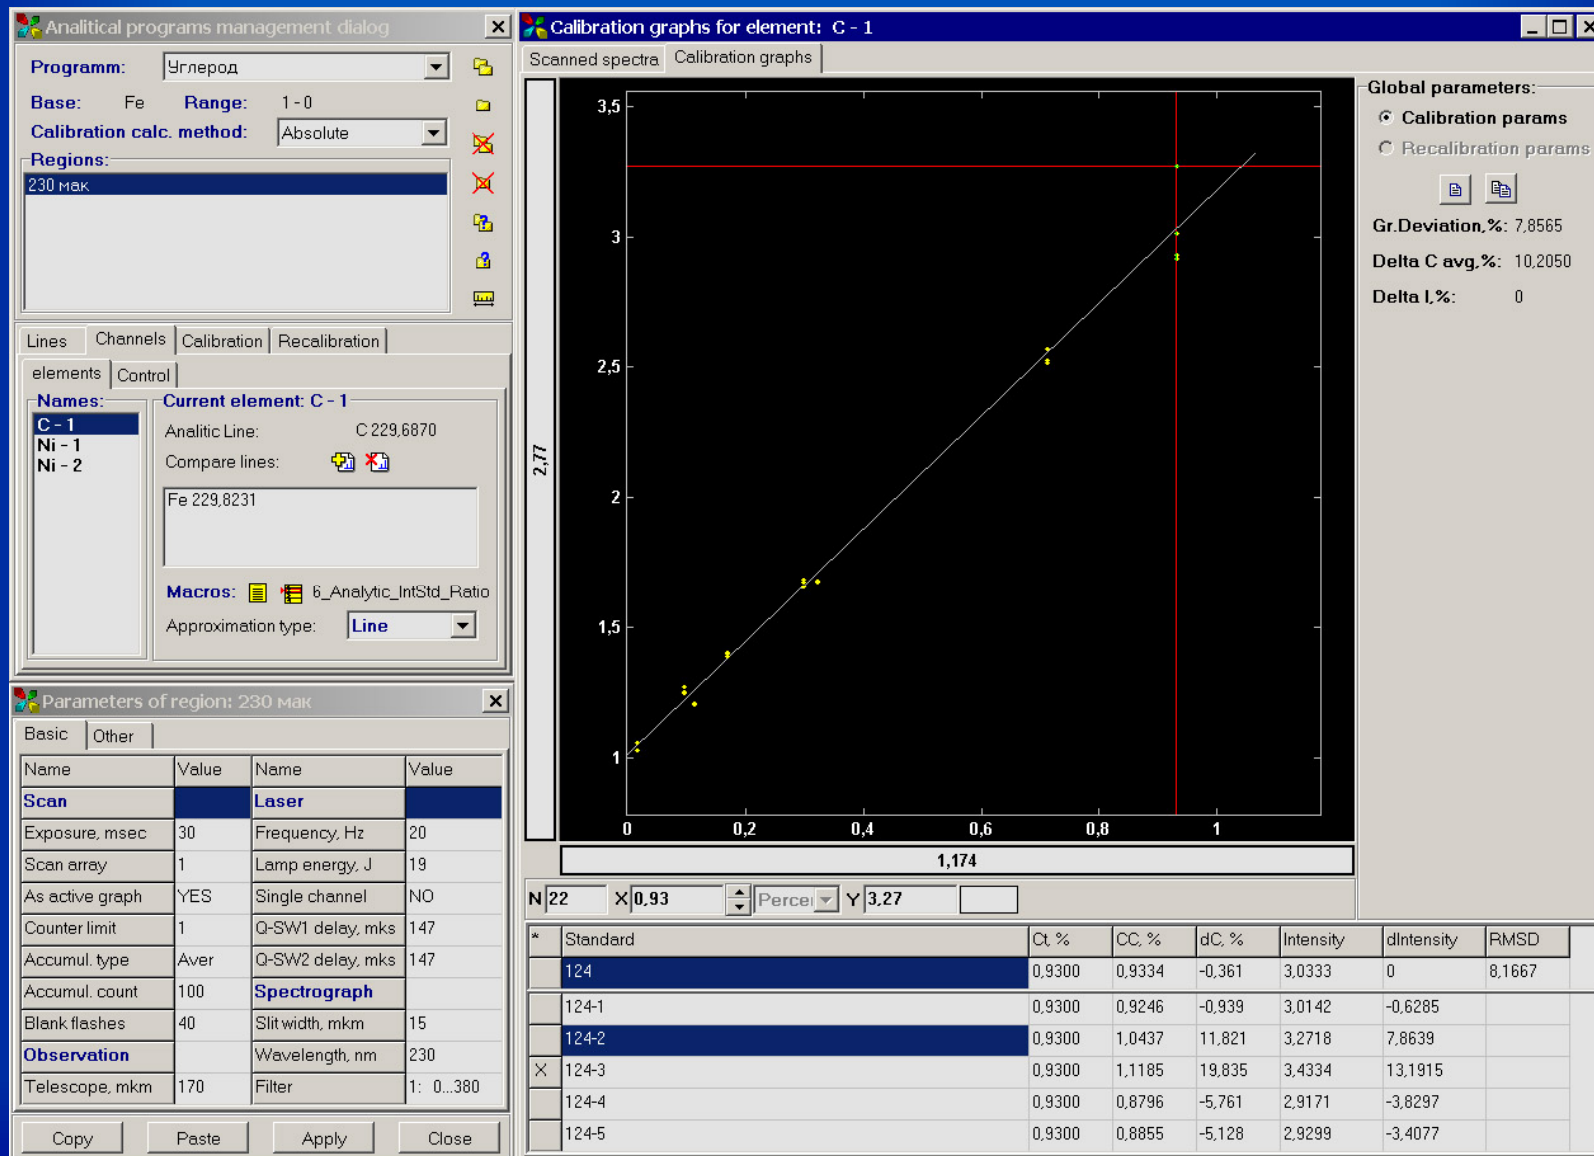 Analitical programs management dialog
Programm: Углерод
Base: Fe Range: 1 - 0
Calibration calc. method: Absolute
Regions:
230 мак
Lines Channels Calibration Recalibration
elements Control
Names:
C - 1
Ni - 1
Ni - 2
Current element: C - 1
Analitic Line: C 229,6870
Compare lines:
Fe 229,8231
Macros: 6_Analytic_IntStd_Ratio
Approximation type: Line
Parameters of region: 230 мак
Basic Other
Name Value Name Value
Scan Laser
Exposure, msec 30 Frequency, Hz 20
Scan array 1 Lamp energy, J 19
As active graph YES Single channel NO
Counter limit 1 Q-SW1 delay, mks 147
Accumul. type Aver Q-SW2 delay, mks 147
Accumul. count 100 Spectrograph
Blank flashes 40 Slit width, mkm 15
Observation Wavelength, nm 230
Telescope, mkm 170 Filter 1: 0...380
Copy Paste Apply Close
Calibration graphs for element: C - 1
Scanned spectra Calibration graphs
2,77
3,5
3
2,5
2
1,5
1
0 0,2 0,4 0,6 0,8 1
1,174
Global parameters:
Calibration params
Recalibration params
Gr.Deviation,%: 7,8565
Delta C avg,%: 10,2050
Delta I,%: 0
N 22 X 0,93 Percei Y 3,27
* Standard Ct, % CC, % dC, % Intensity dIntensity RMSD
124 0,9300 0,9334 -0,361 3,0333 0 8,1667
124-1 0,9300 0,9246 -0,939 3,0142 -0,6285
124-2 0,9300 1,0437 11,821 3,2718 7,8639
X 124-3 0,9300 1,1185 19,835 3,4334 13,1915
124-4 0,9300 0,8796 -5,761 2,9171 -3,8297
124-5 0,9300 0,8855 -5,128 2,9299 -3,4077